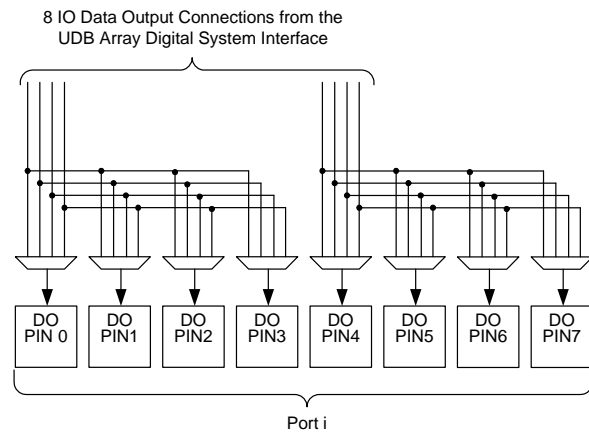 8 IO Data Output Connections from the
UDB Array Digital System Interface
DO
PIN 0
DO
PIN1
DO
PIN2
DO
PIN3
DO
PIN4
DO
PIN5
DO
PIN6
DO
PIN7
Port i